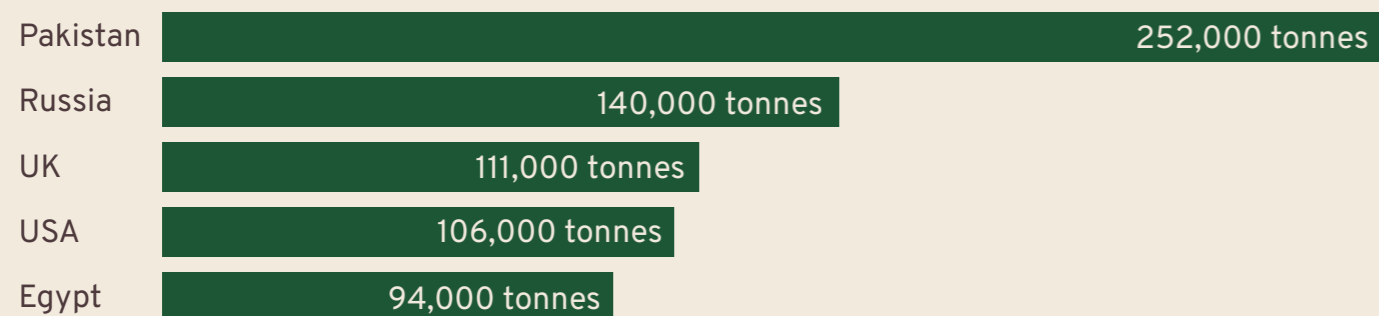 Pakistan 252,000 tonnes
Russia 140,000 tonnes
UK 111,000 tonnes
USA 106,000 tonnes
Egypt 94,000 tonnes